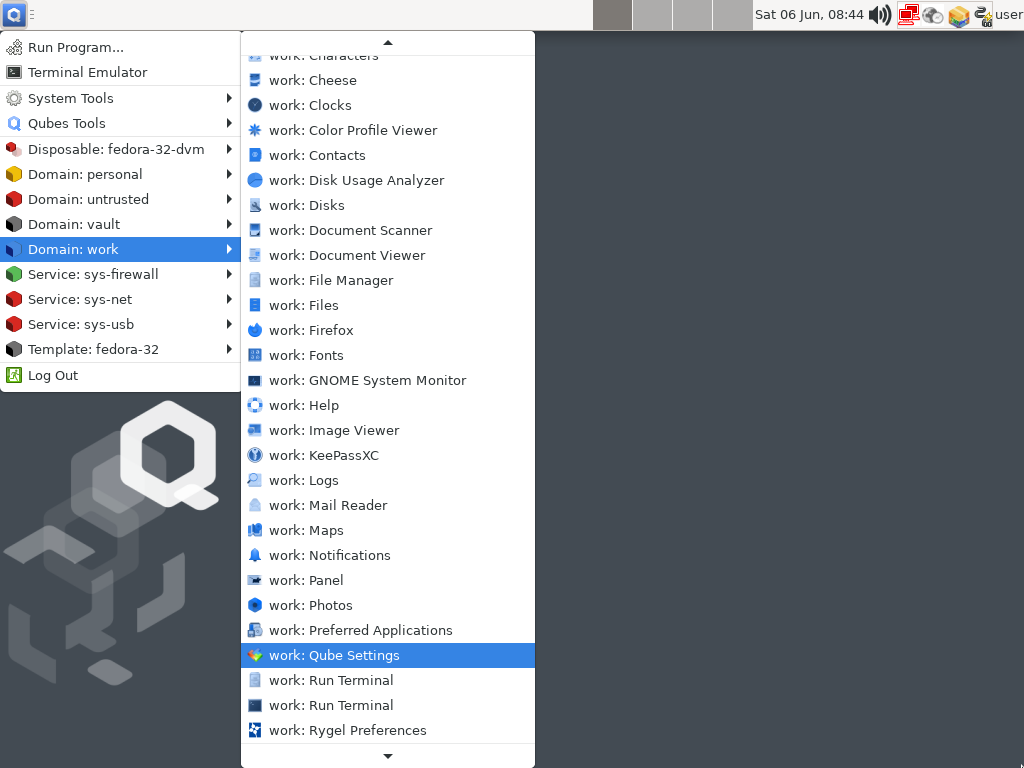 Sat 06 Jun, 08:44
user
Run Program...
Terminal Emulator
System Tools
Qubes Tools
Disposable: fedora-32-dvm
Domain: personal
Domain: untrusted
Domain: vault
Domain: work
Service: sys-firewall
Service: sys-net
Service: sys-usb
Template: fedora-32
Log Out
work: Characters
work: Cheese
work: Clocks
work: Color Profile Viewer
work: Contacts
work: Disk Usage Analyzer
work: Disks
work: Document Scanner
work: Document Viewer
work: File Manager
work: Files
work: Firefox
work: Fonts
work: GNOME System Monitor
work: Help
work: Image Viewer
work: KeePassXC
work: Logs
work: Mail Reader
work: Maps
work: Notifications
work: Panel
work: Photos
work: Preferred Applications
work: Qube Settings
work: Run Terminal
work: Run Terminal
work: Rygel Preferences